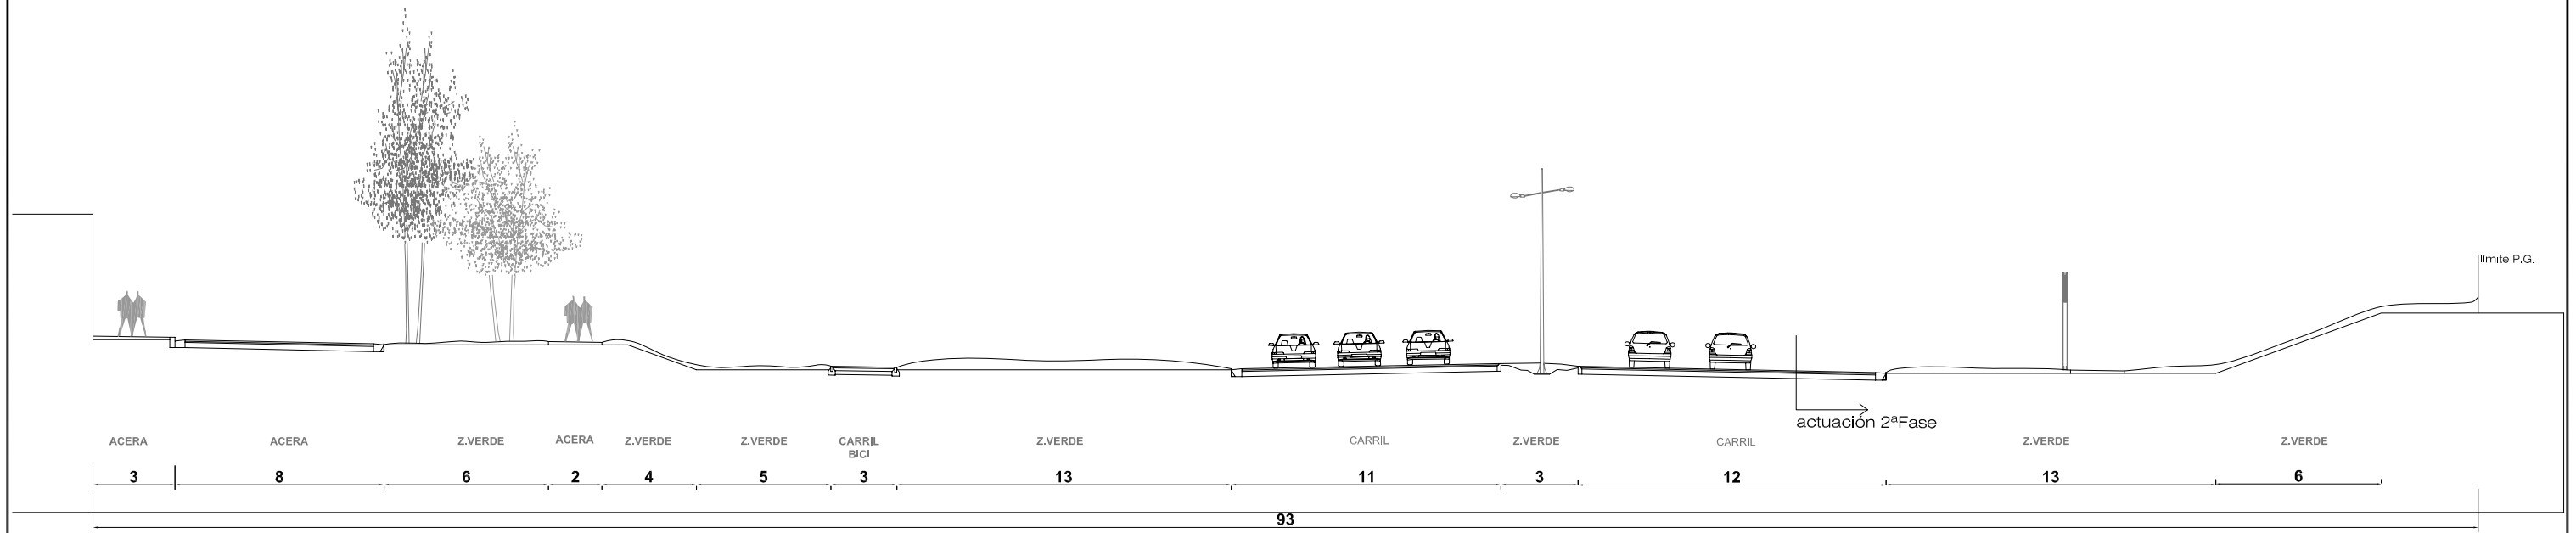 límite P.G.
actuación 2ªFase
ACERA
ACERA
Z.VERDE
ACERA
Z.VERDE
Z.VERDE
CARRIL
BICI
Z.VERDE
CARRIL
Z.VERDE
CARRIL
Z.VERDE
Z.VERDE
3
8
6
2
4
5
3
13
11
3
12
13
6
93